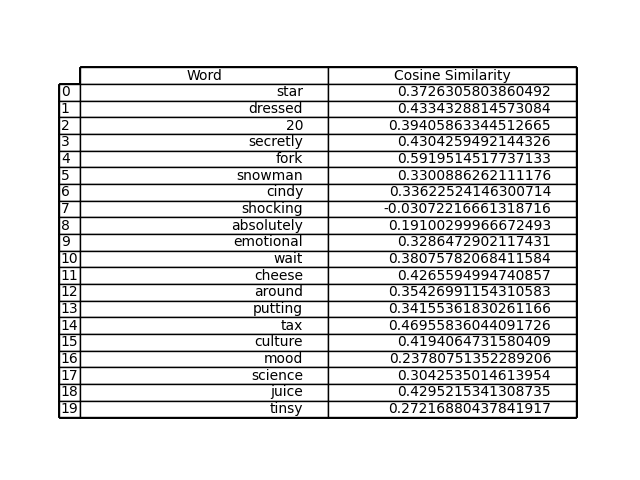 Word Cosine Similarity
0 star 0.3726305803860492
1 dressed 0.4334328814573084
2 20 0.39405863344512665
3 secretly 0.4304259492144326
4 fork 0.5919514517737133
5 snowman 0.3300886262111176
6 cindy 0.33622524146300714
7 shocking -0.03072216661318716
8 absolutely 0.19100299966672493
9 emotional 0.3286472902117431
10 wait 0.38075782068411584
11 cheese 0.4265594994740857
12 around 0.35426991154310583
13 putting 0.34155361830261166
14 tax 0.46955836044091726
15 culture 0.4194064731580409
16 mood 0.23780751352289206
17 science 0.3042535014613954
18 juice 0.4295215341308735
19 tinsy 0.27216880437841917